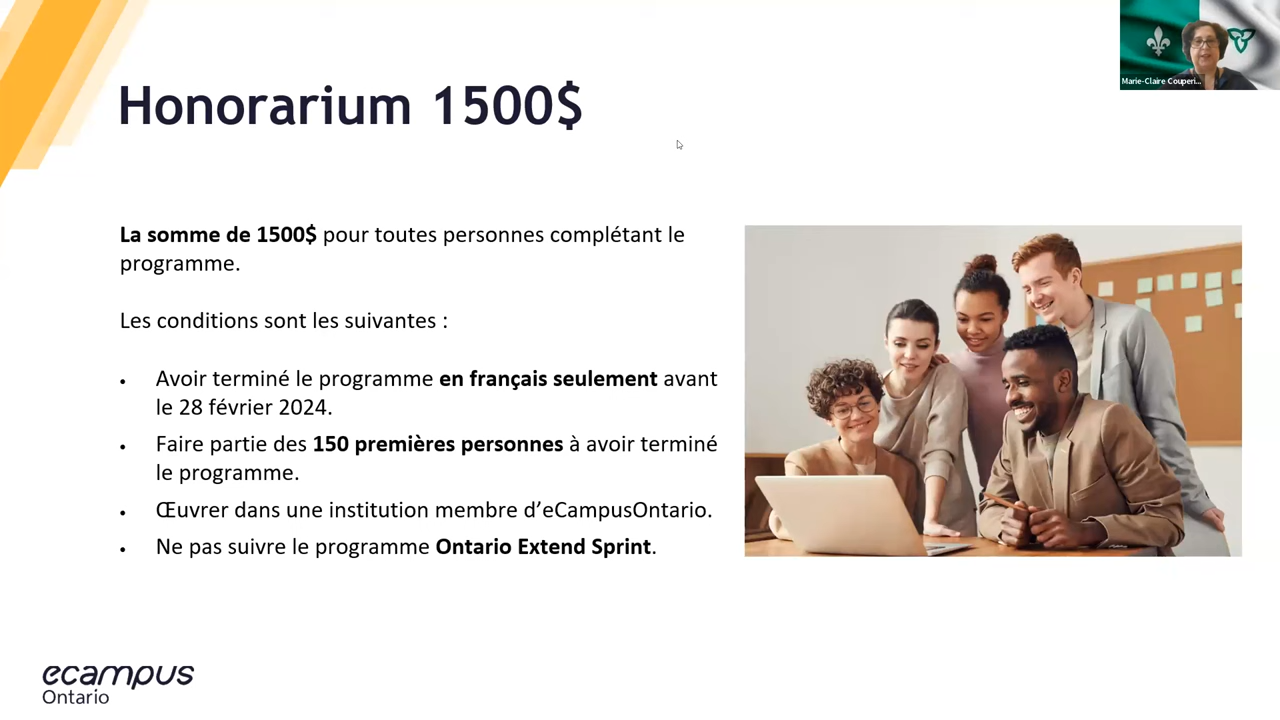 Marie-Claire Couperi...
Honorarium 1500$
La somme de 1500$ pour toutes personnes complétant le
programme.
Les conditions sont les suivantes :
• Avoir terminé le programme en français seulement avant
le 28 février 2024.
• Faire partie des 150 premières personnes à avoir terminé
le programme.
• Œuvrer dans une institution membre d’eCampusOntario.
• Ne pas suivre le programme Ontario Extend Sprint.
ecampus
Ontario